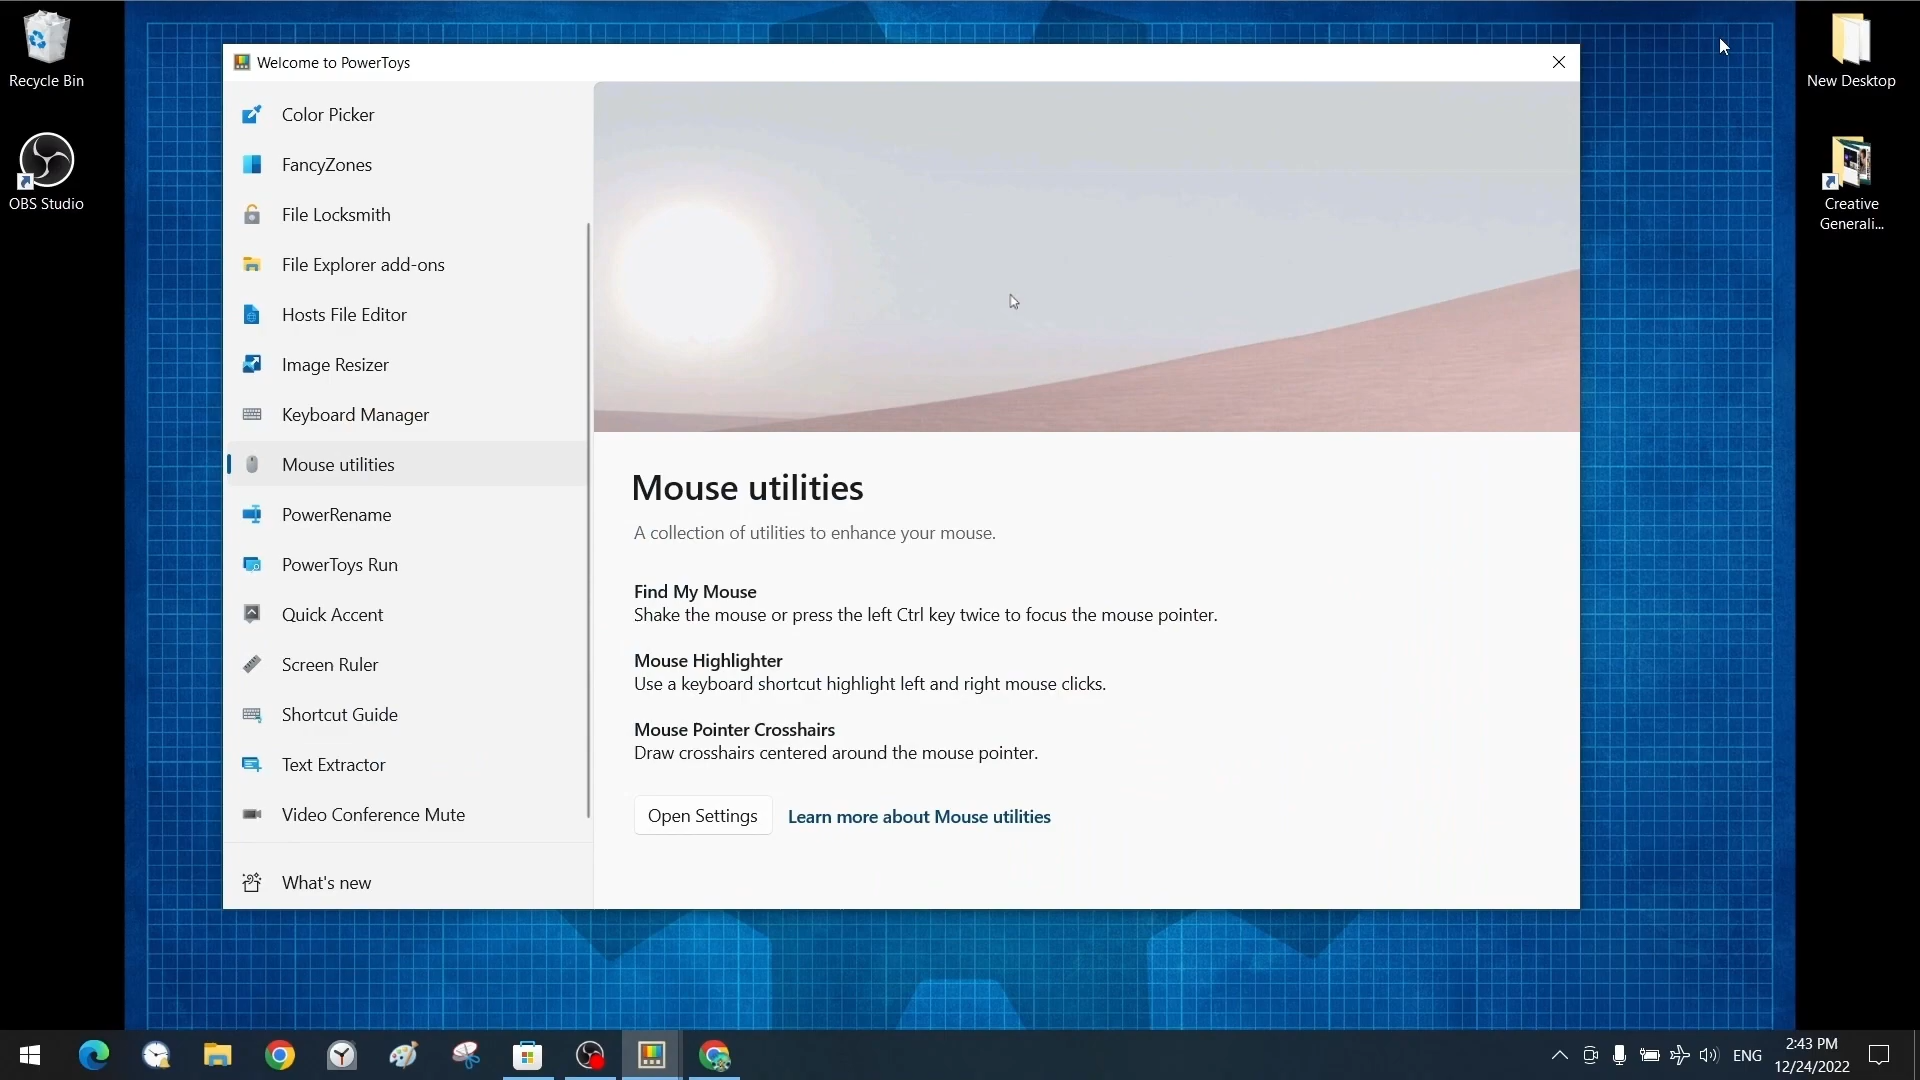 Recycle Bin
OBS Studio
New Desktop
Creative
Generali...
Welcome to PowerToys
Color Picker
FancyZones
File Locksmith
File Explorer add-ons
Hosts File Editor
Image Resizer
Keyboard Manager
Mouse utilities
PowerRename
PowerToys Run
Quick Accent
Screen Ruler
Shortcut Guide
Text Extractor
Video Conference Mute
What's new
Mouse utilities
A collection of utilities to enhance your mouse.
Find My Mouse
Shake the mouse or press the left Ctrl key twice to focus the mouse pointer.
Mouse Highlighter
Use a keyboard shortcut highlight left and right mouse clicks.
Mouse Pointer Crosshairs
Draw crosshairs centered around the mouse pointer.
Open Settings
Learn more about Mouse utilities
ENG
2:43 PM
12/24/2022